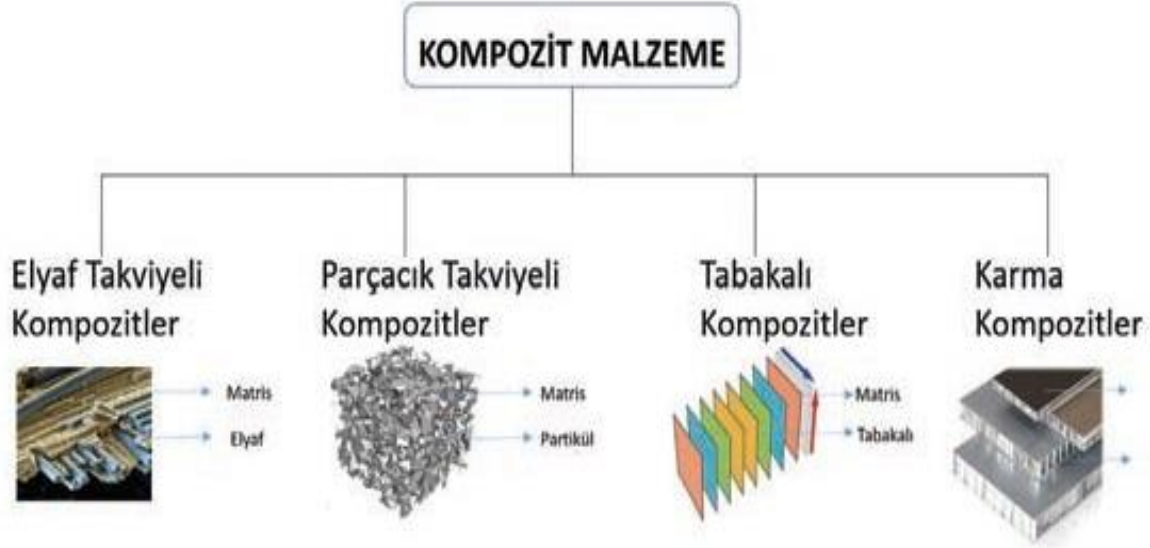 KOMPOZİT MALZEME
Elyaf Takviyeli
Kompozitler
Parçacık Takviyeli
Kompozitler
Tabakalı
Kompozitler
Karma
Kompozitler
Matris
Elyaf
Matris
Partikül
Matris
Tabakalı